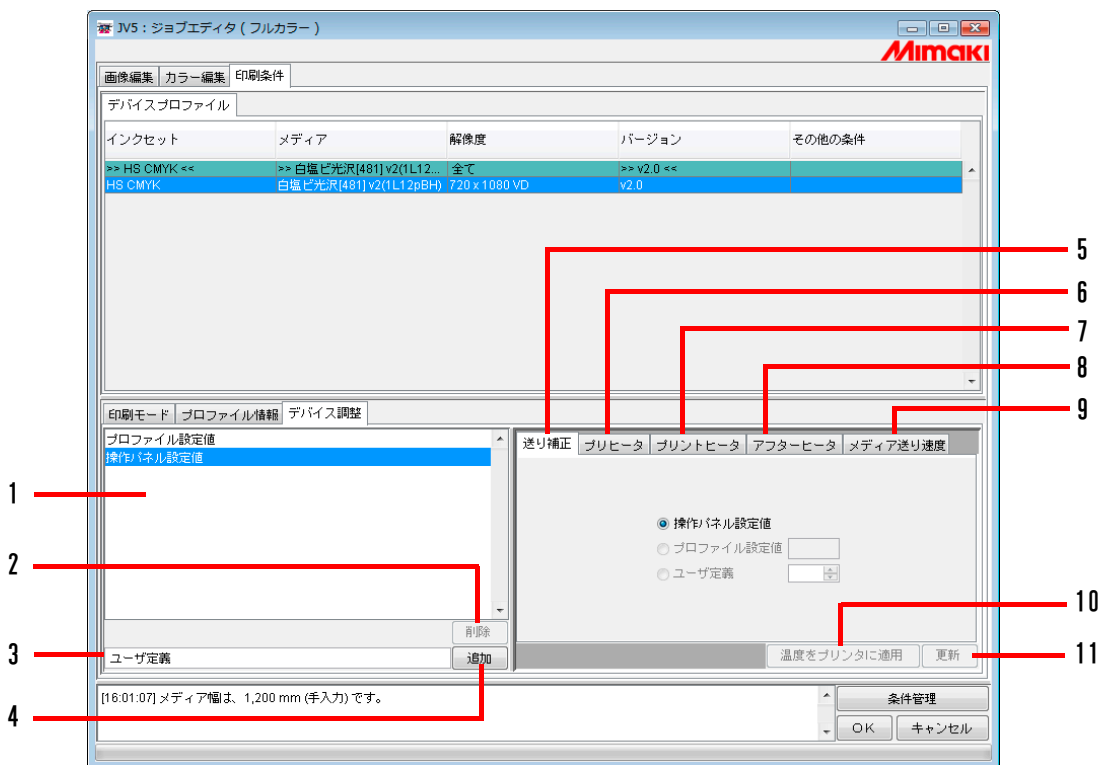 JV5：ジョブエディタ ( フルカラー )
Mimaki
画像編集 カラー編集 印刷条件
デバイスプロファイル
インクセット メディア 解像度 バージョン その他の条件
>> HS CMYK << >> 白塩ビ光沢[481] v2(1L12... 全て >> v2.0 <<
HS CMYK 白塩ビ光沢[481] v2(1L12pBH) 720 x 1080 VD v2.0
5
6
7
8
9
印刷モード プロファイル情報 デバイス調整
プロファイル設定値
操作パネル設定値
送り補正 プリヒータ プリントヒータ アフターヒータ メディア送り速度
1
操作パネル設定値
プロファイル設定値
ユーザ定義
2
10
削除
3
ユーザ定義 追加
温度をプリンタに適用 更新
11
4
[16:01:07] メディア幅は、1,200 mm (手入力) です。
条件管理
OK キャンセル